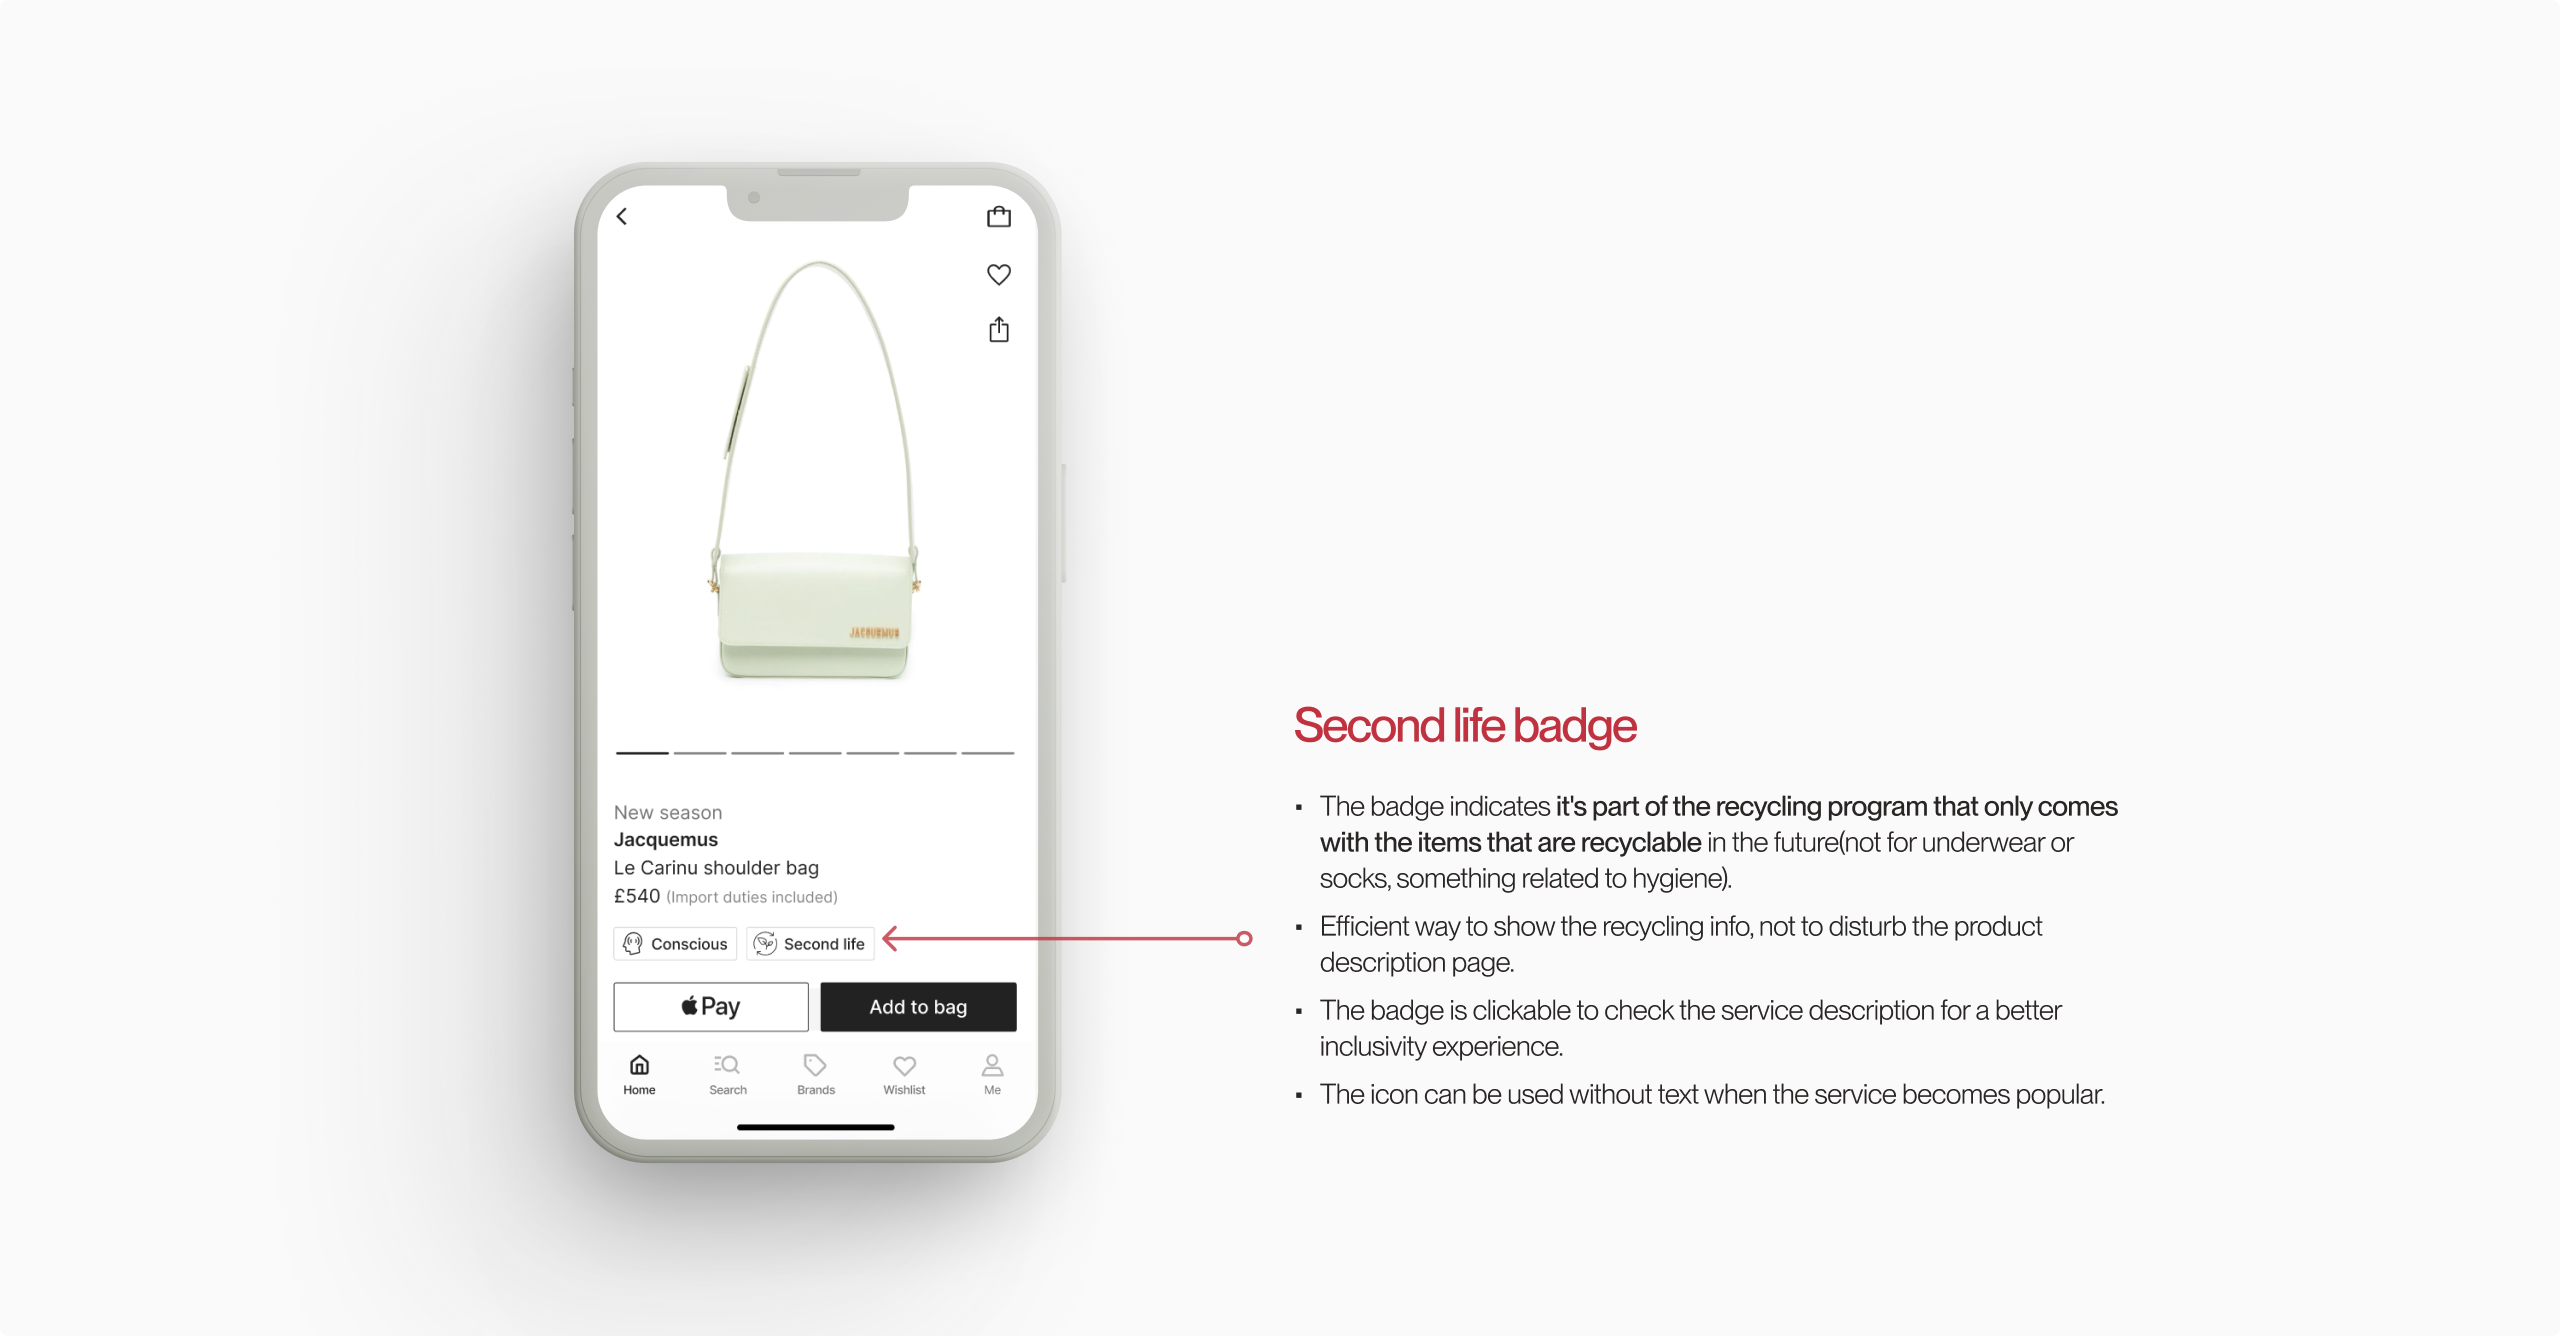 JACQUEMUS
New season
Jacquemus
Le Carinu shoulder bag
£540 (Import duties included)
Conscious
Second life
Pay
Add to bag
Home
Search
Brands
Wishlist
Me
Second life badge
▪ The badge indicates it's part of the recycling program that only comes
with the items that are recyclable in the future(not for underwear or
socks, something related to hygiene).
▪ Efficient way to show the recycling info, not to disturb the product
description page.
▪ The badge is clickable to check the service description for a better
inclusivity experience.
▪ The icon can be used without text when the service becomes popular.